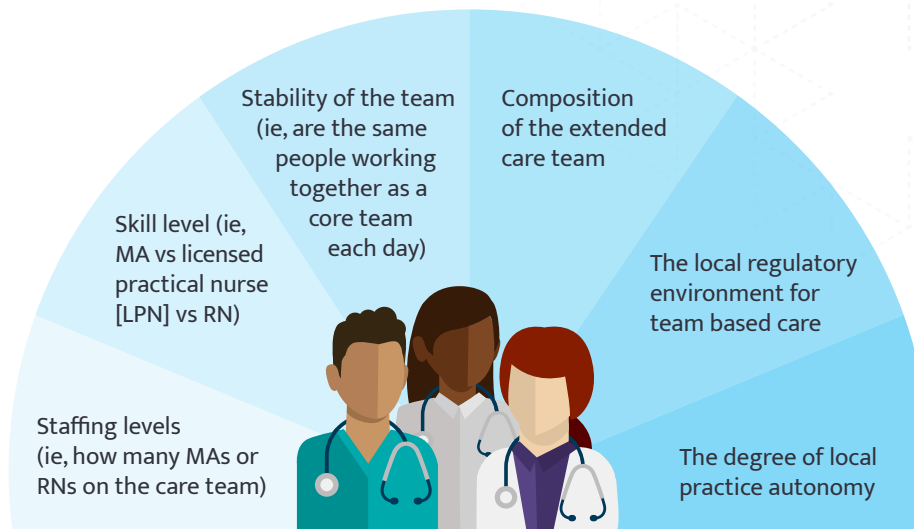 Staffing levels
(ie, how many MAs or
RNs on the care team)
Skill level (ie,
MA vs licensed
practical nurse
[LPN] vs RN)
Stability of the team
(ie, are the same
people working
together as a
core team
each day)
Composition
of the extended
care team
The local regulatory
environment for
team based care
The degree of local
practice autonomy